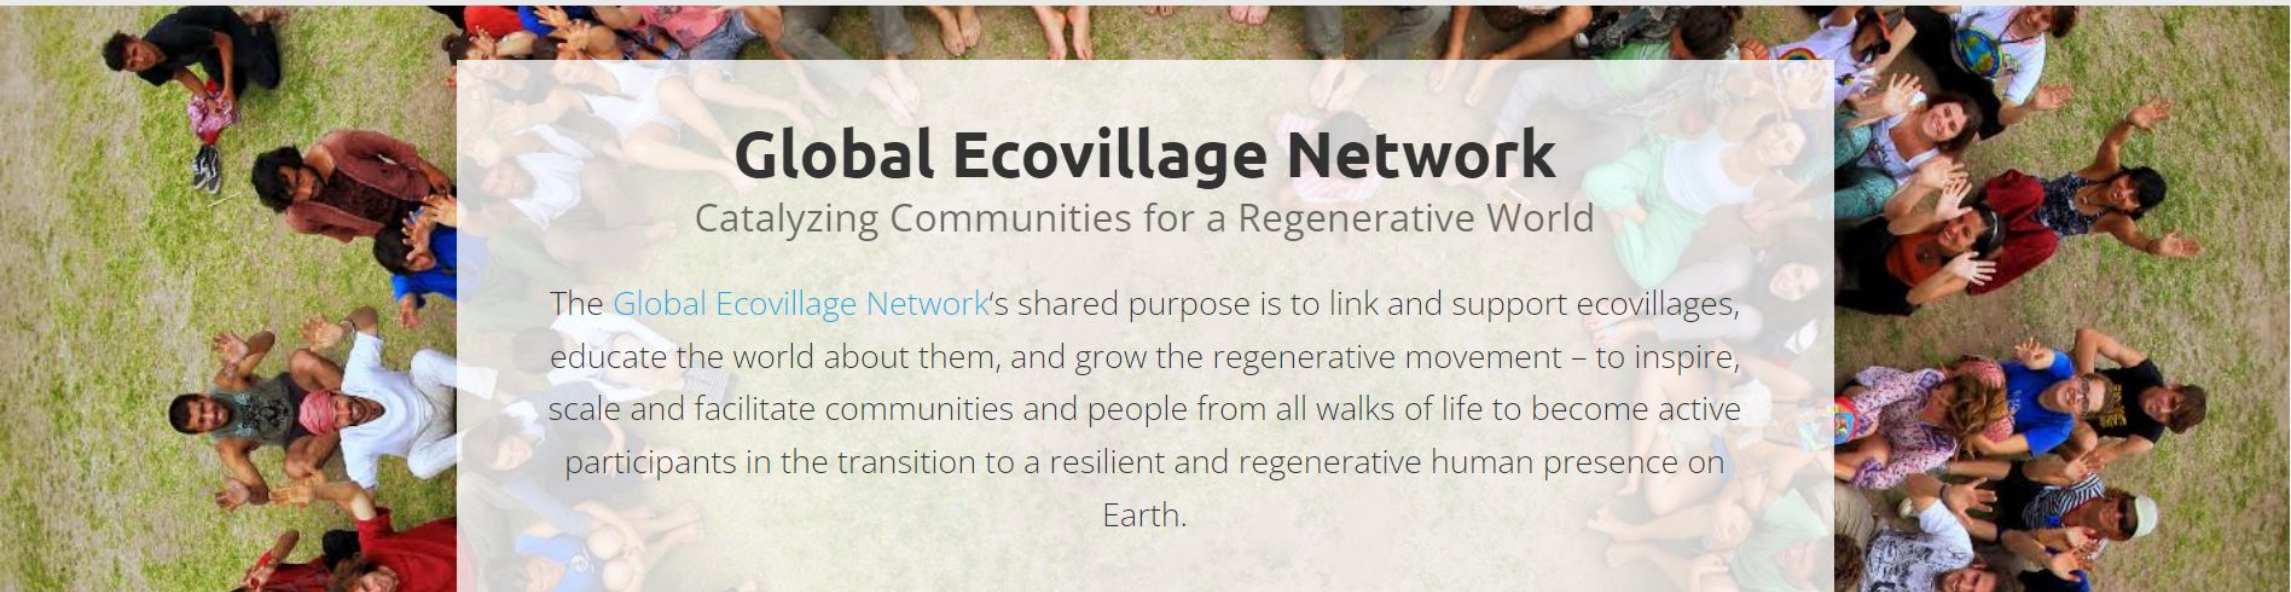 Global Ecovillage Network
Catalyzing Communities for a Regenerative World
The Global Ecovillage Network‘s shared purpose is to link and support ecovillages,
educate the world about them, and grow the regenerative movement – to inspire,
scale and facilitate communities and people from all walks of life to become active
participants in the transition to a resilient and regenerative human presence on
Earth.